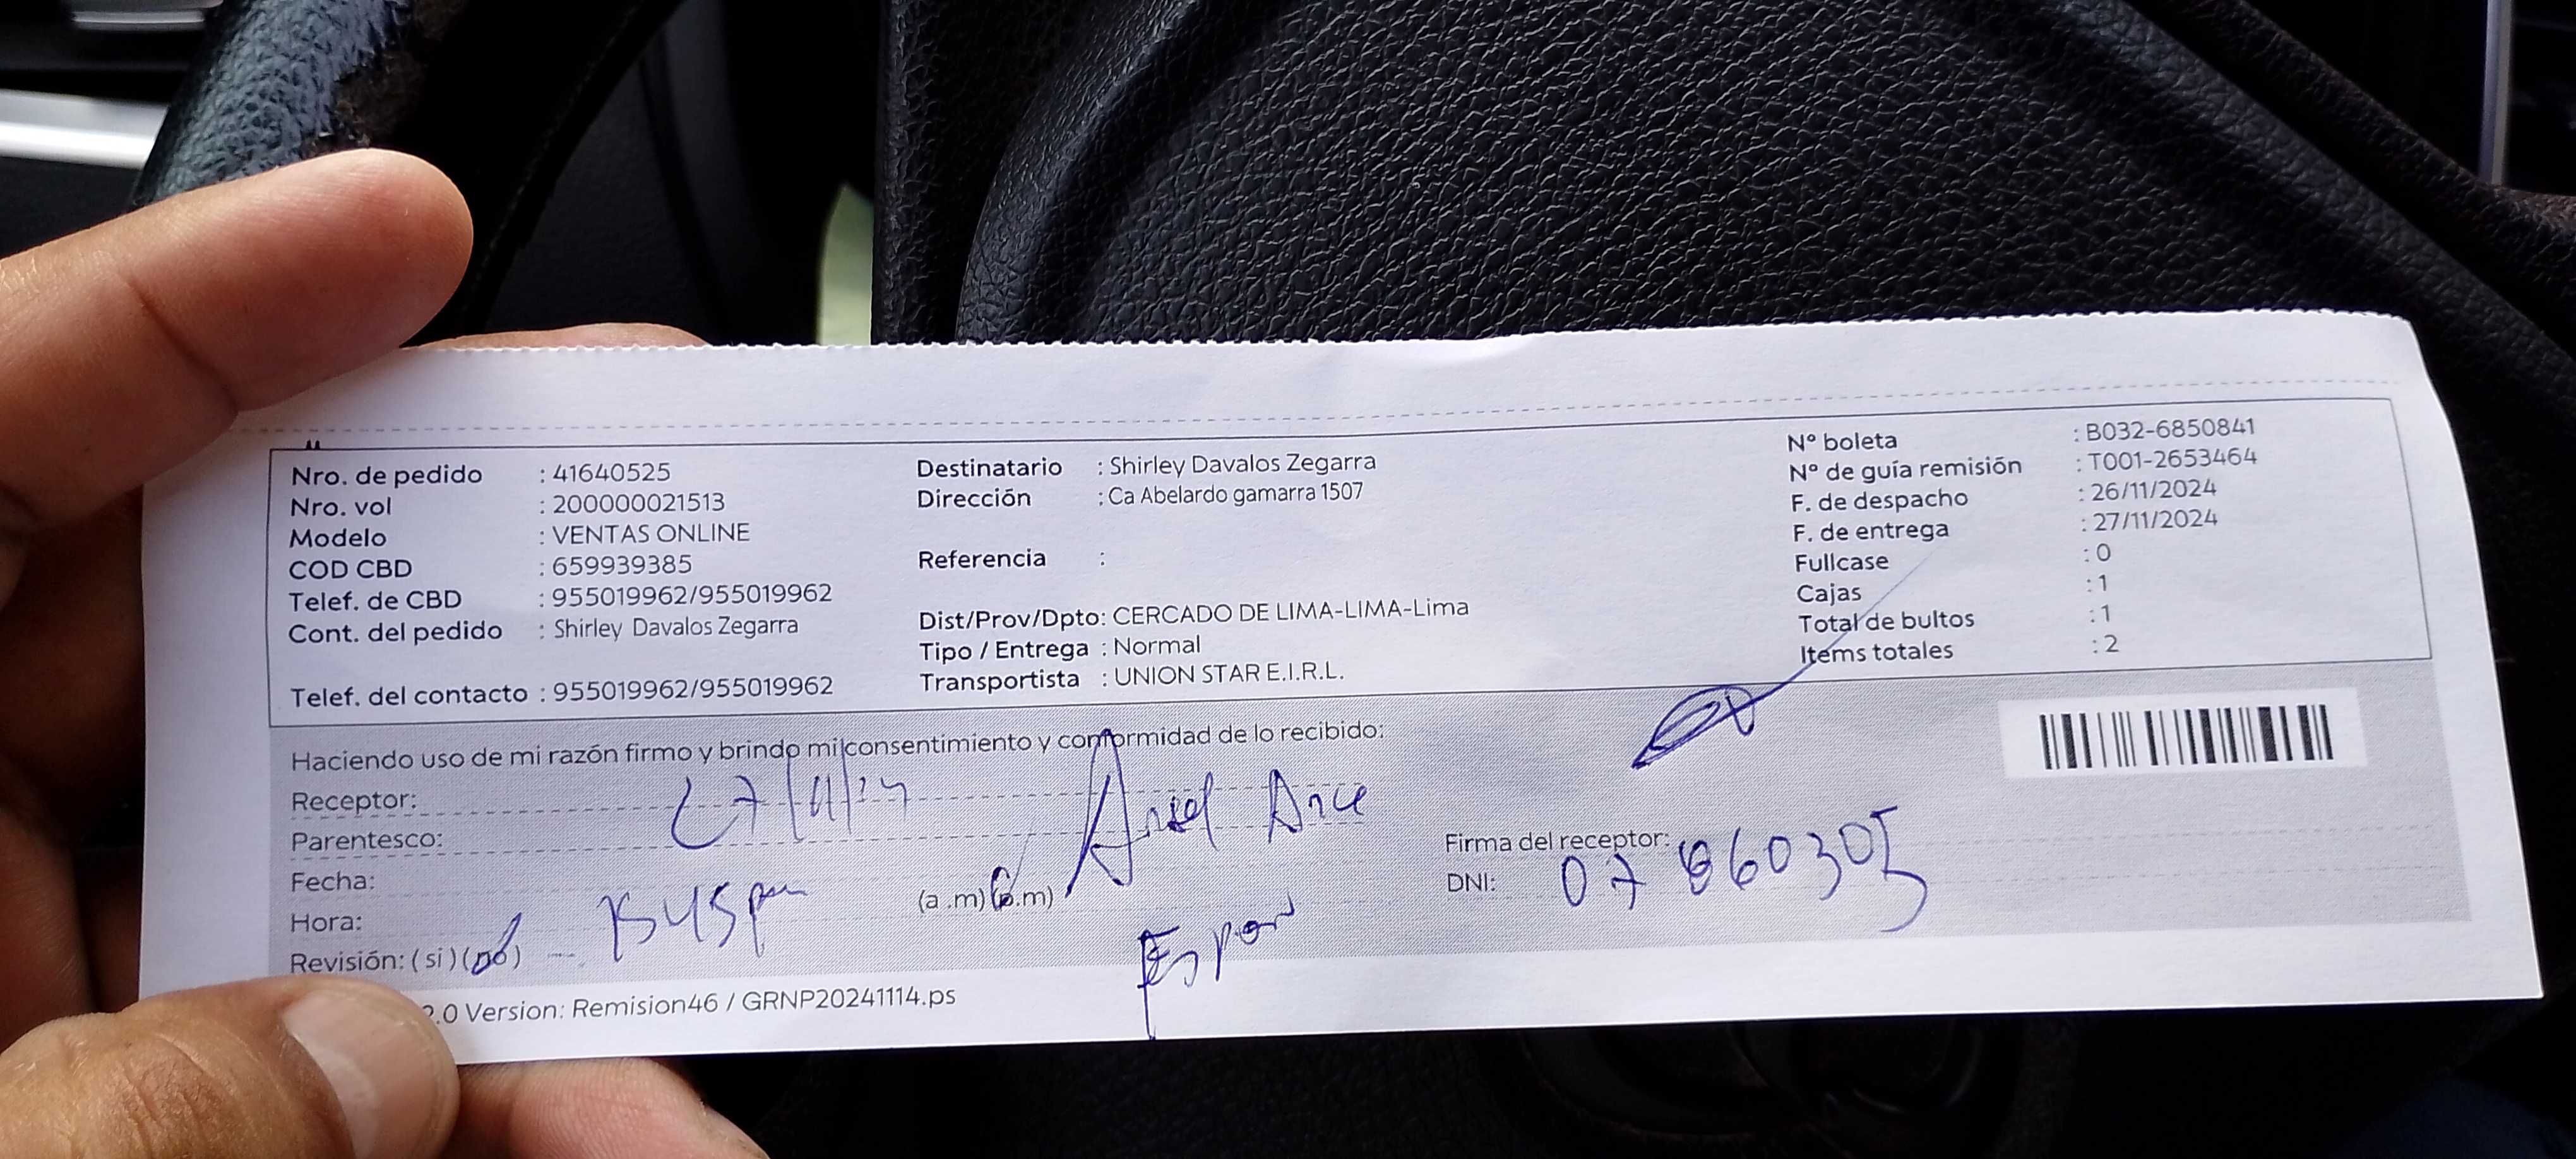 Nro. de pedido : 41640525
Nro. vol : 200000021513
Modelo : VENTAS ONLINE
COD CBD : 659939385
Telef. de CBD : 955019962/955019962
Cont. del pedido : Shirley Davalos Zegarra
Telef. del contacto : 955019962/955019962
Destinatario : Shirley Davalos Zegarra
Dirección : Ca Abelardo gamarra 1507
Referencia :
Dist/Prov/Dpto: CERCADO DE LIMA-LIMA-Lima
Tipo / Entrega : Normal
Transportista : UNION STAR E.I.R.L.
Nº boleta : B032-6850841
Nº de guía remisión : T001-2653464
F. de despacho : 26/11/2024
F. de entrega : 27/11/2024
Fullcase : 0
Cajas : 1
Total de bultos : 1
Items totales : 2
Haciendo uso de mi razón firmo y brindo mi consentimiento y conformidad de lo recibido:
Receptor: 27/11/24
Parentesco: Arce
Fecha:
Hora: (a .m)(p.m)
Revisión: ( si ) (no)
Firma del receptor:
DNI:
2.0 Version: Remision46 / GRNP20241114.ps